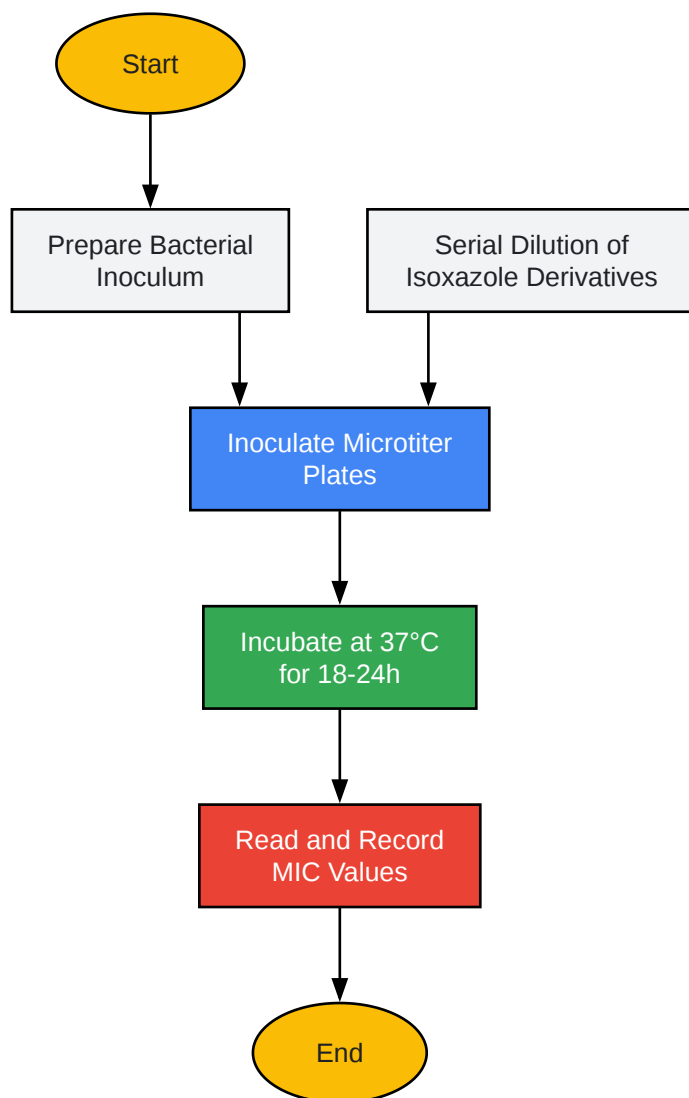 Start
Prepare Bacterial
Inoculum
Serial Dilution of
Isoxazole Derivatives
Inoculate Microtiter
Plates
Incubate at 37°C
for 18-24h
Read and Record
MIC Values
End